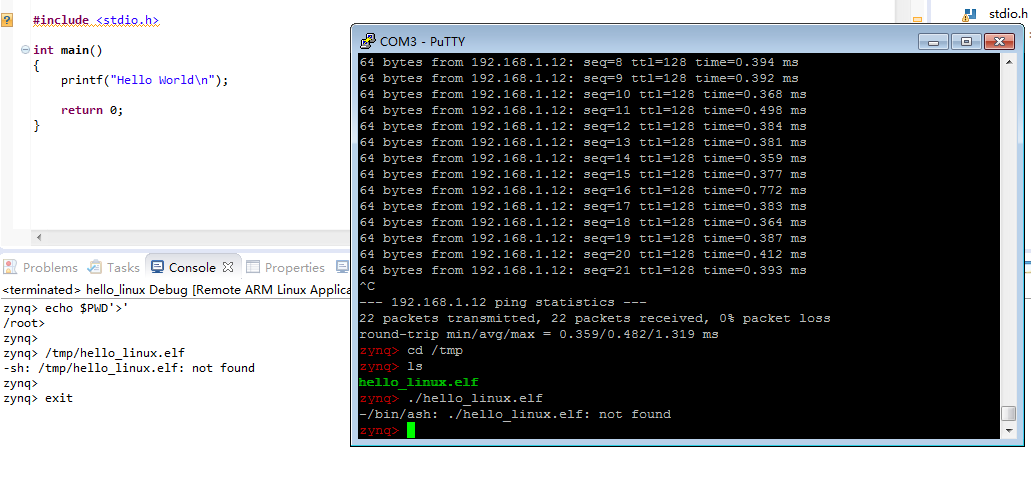 #include <stdio.h>
int main()
{
printf("Hello World\n");
return 0;
}
stdio.h
COM3 - PuTTY
64 bytes from 192.168.1.12: seq=8 ttl=128 time=0.394 ms
64 bytes from 192.168.1.12: seq=9 ttl=128 time=0.392 ms
64 bytes from 192.168.1.12: seq=10 ttl=128 time=0.368 ms
64 bytes from 192.168.1.12: seq=11 ttl=128 time=0.498 ms
64 bytes from 192.168.1.12: seq=12 ttl=128 time=0.384 ms
64 bytes from 192.168.1.12: seq=13 ttl=128 time=0.381 ms
64 bytes from 192.168.1.12: seq=14 ttl=128 time=0.359 ms
64 bytes from 192.168.1.12: seq=15 ttl=128 time=0.377 ms
64 bytes from 192.168.1.12: seq=16 ttl=128 time=0.772 ms
64 bytes from 192.168.1.12: seq=17 ttl=128 time=0.383 ms
64 bytes from 192.168.1.12: seq=18 ttl=128 time=0.364 ms
64 bytes from 192.168.1.12: seq=19 ttl=128 time=0.387 ms
64 bytes from 192.168.1.12: seq=20 ttl=128 time=0.412 ms
64 bytes from 192.168.1.12: seq=21 ttl=128 time=0.393 ms
^C
--- 192.168.1.12 ping statistics ---
22 packets transmitted, 22 packets received, 0% packet loss
round-trip min/avg/max = 0.359/0.482/1.319 ms
zynq> cd /tmp
zynq> ls
hello_linux.elf
zynq> ./hello_linux.elf
-/bin/ash: ./hello_linux.elf: not found
zynq>
Problems Tasks Console Properties
<terminated> hello_linux Debug [Remote ARM Linux Applica
zynq> echo $PWD'>'
/root>
zynq>
zynq> /tmp/hello_linux.elf
-sh: /tmp/hello_linux.elf: not found
zynq>
zynq> exit